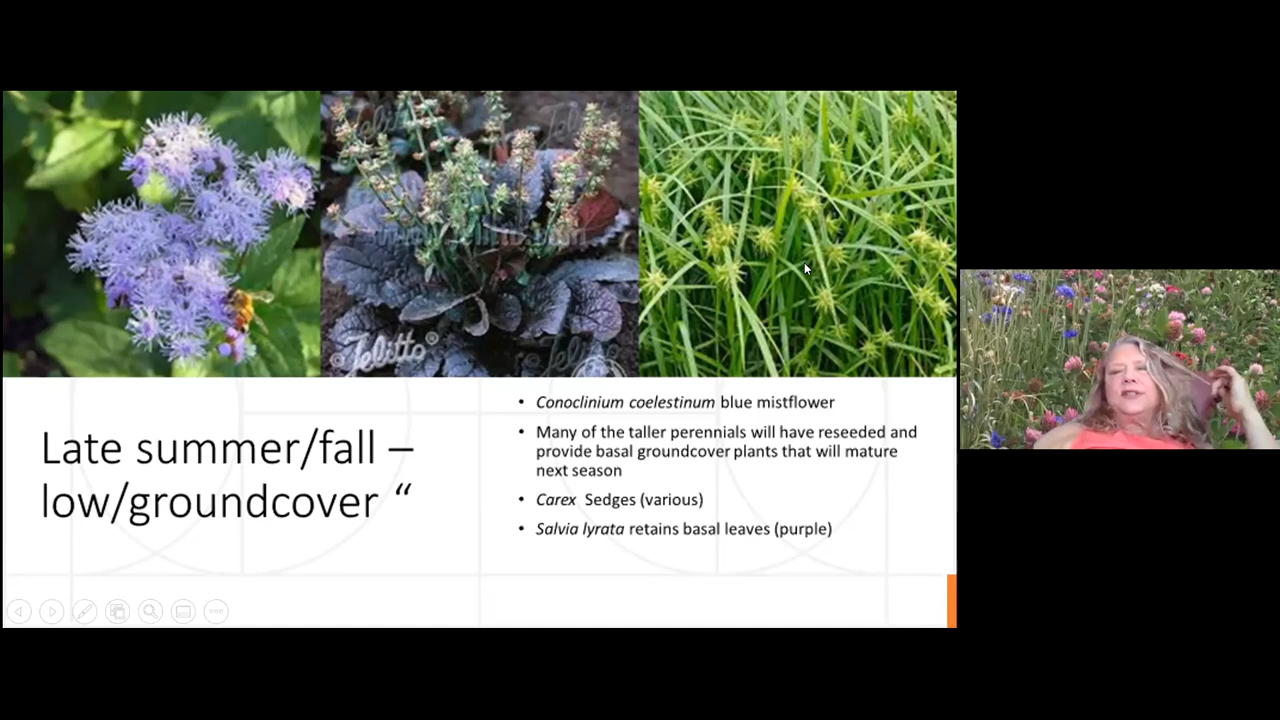 Late summer/fall –
low/groundcover “
• Conoclinium coelestinum blue mistflower
• Many of the taller perennials will have reseeded and
provide basal groundcover plants that will mature
next season
• Carex Sedges (various)
• Salvia lyrata retains basal leaves (purple)
© Jelitto